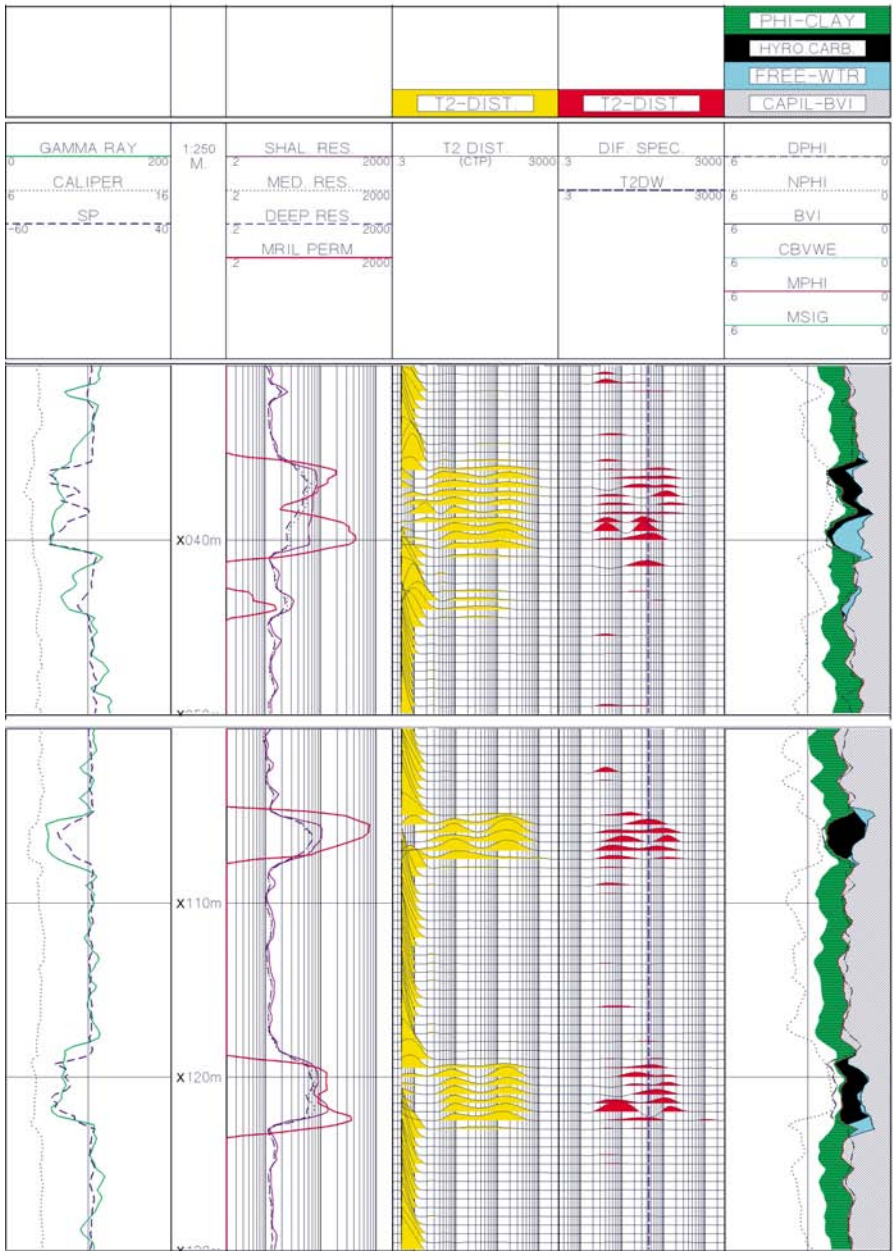 PHI-CLAY
HYRO.CARB.
FREE-WTR
T2-DIST. T2-DIST. CAPIL-BVI
GAMMA RAY 1:250 SHAL RES. T2 DIST. DIF. SPEC. DPHI
0 200 M. .2 2000 .3 (CTP) 3000 .3 3000 .6 0
CALIPER MED. RES. T2DW NPHI
6 16 .2 2000 .3 3000 .6 0
SP DEEP RES. BVI
-60 40 .2 2000 .6 0
MRIL PERM CBVWE
.2 2000 .6 0
MPHI
.6 0
MSIG
.6 0
X040m
X110m
X120m